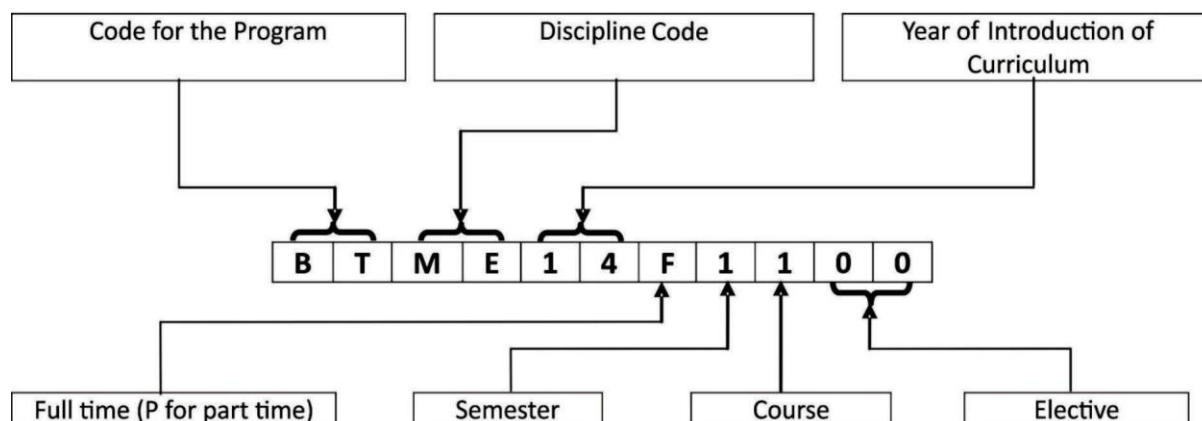 Code for the Program
Discipline Code
Year of Introduction of
Curriculum
B T M E 1 4 F 1 1 0 0
Full time (P for part time)
Semester
Course
Elective